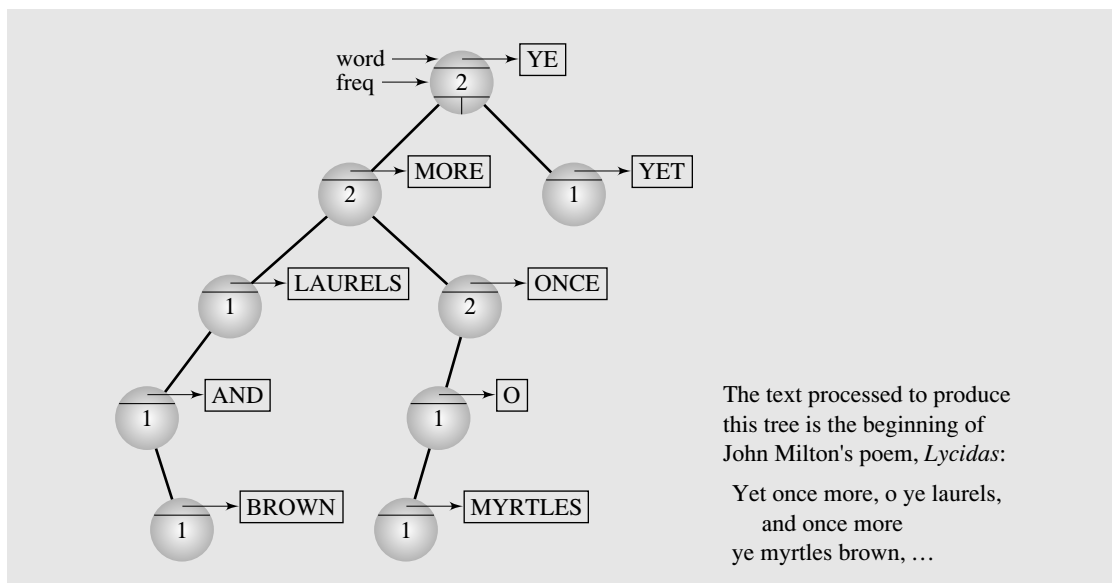 word
YE
freq
2
MORE
YET
2
1
LAURELS
ONCE
1
2
AND
O
1
1
BROWN
MYRTLES
1
1
The text processed to produce
this tree is the beginning of
John Milton's poem, Lycidas:
Yet once more, o ye laurels,
and once more
ye myrtles brown, …